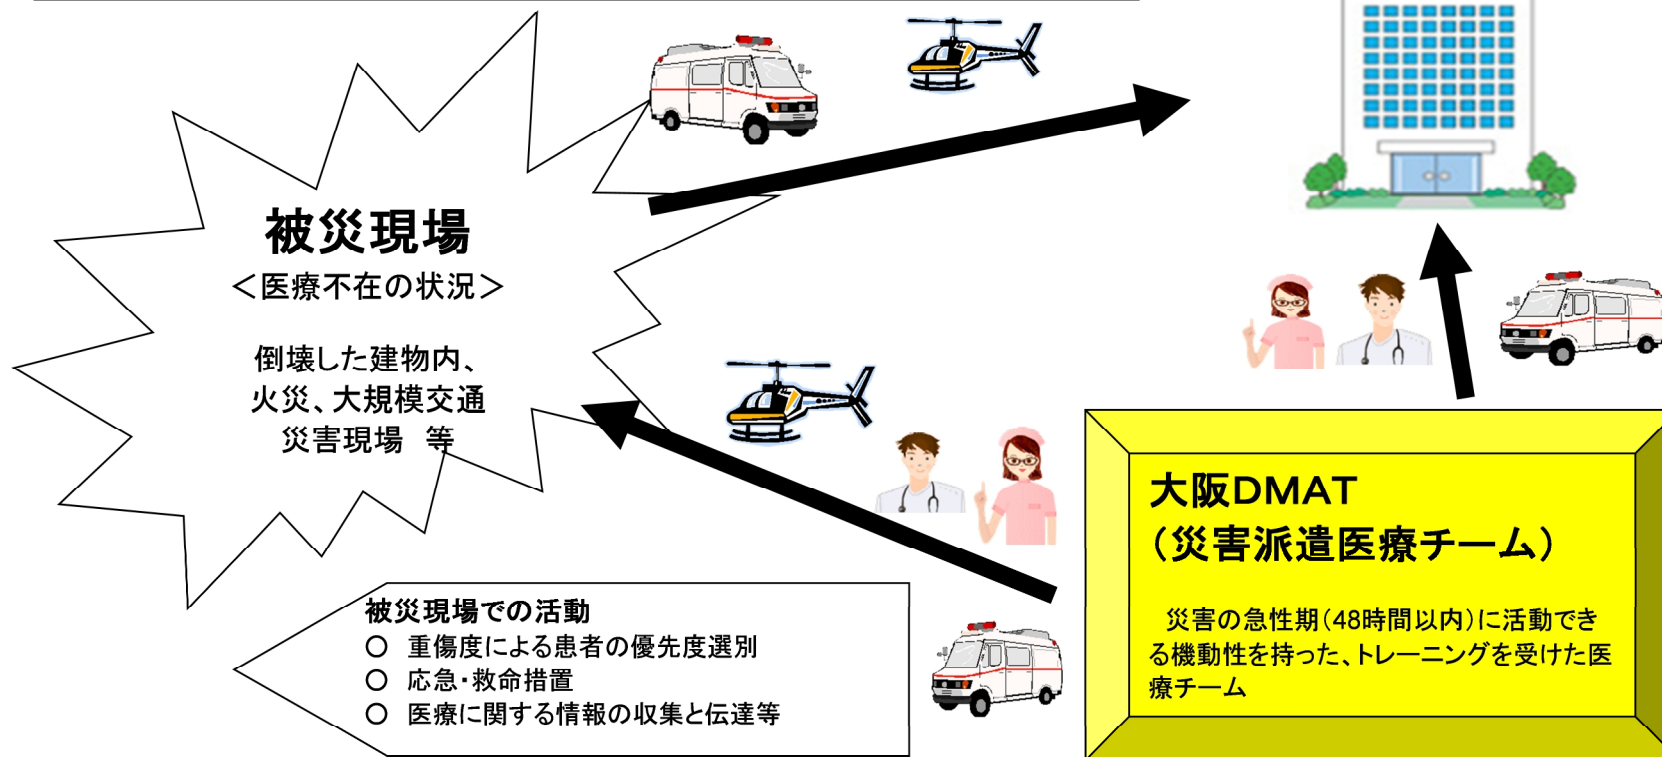 被災現場
＜医療不在の状況＞
倒壊した建物内、
火災、大規模交通
災害現場　等
大阪DMAT
（災害派遣医療チーム）
災害の急性期（48時間以内）に活動でき
る機動性を持った、トレーニングを受けた医
療チーム
被災現場での活動
○　重傷度による患者の優先度選別
○　応急・救命措置
○　医療に関する情報の収集と伝達等